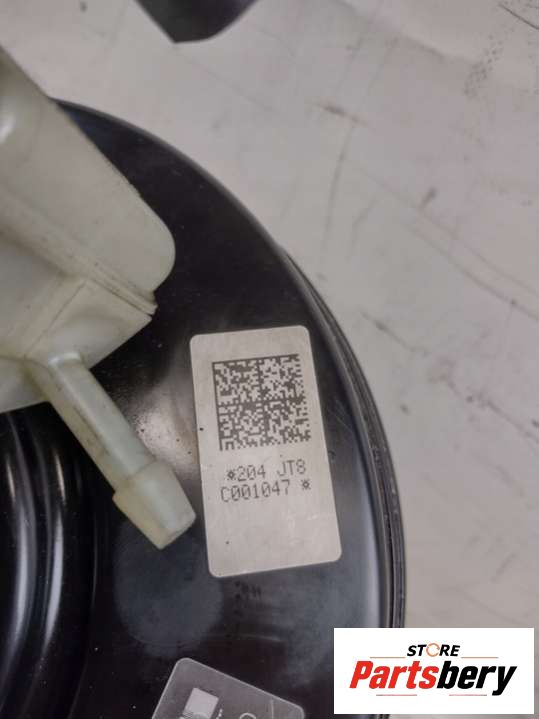 *204 JT8
C001047 *
STORE
Partsbery